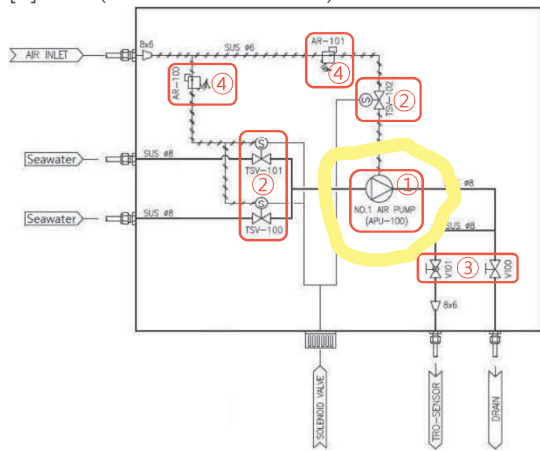 8x6
AIR INLET
SUS ø6
AR-101
④
AR-100
④
S
TSV-102
②
S
SUS ø8
Seawater
TSV-101
②
①
SUS ø8
S
NO.1 AIR PUMP
(APU-100)
Seawater
SUS ø8
TSV-100
SUS ø8
V101
③
V100
8x6
SOLENOID VALVE
TRO-SENSOR
DRAIN